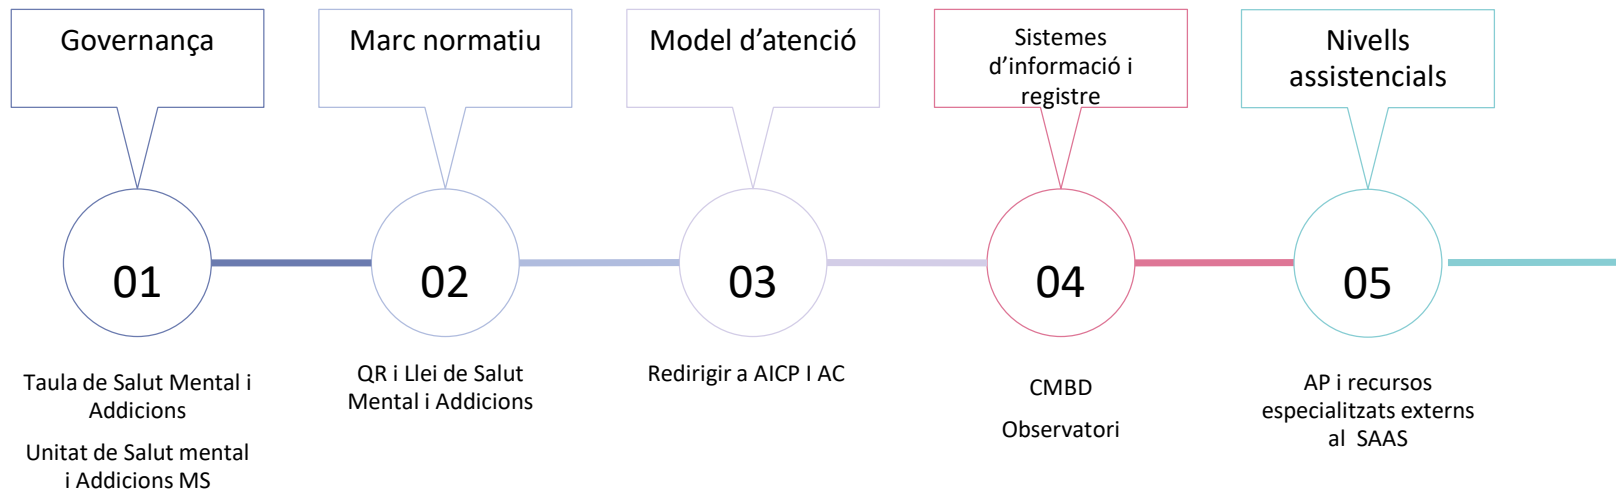 Governança
Marc normatiu
Model d'atenció
Sistemes
d'informació i
registre
Nivells
assistencials
01
02
03
04
05
Taula de Salut Mental i
Addicions
Unitat de Salut mental
i Addicions MS
QR i Llei de Salut
Mental i Addicions
Redirigir a AICP I AC
CMBD
Observatori
AP i recursos
especialitzats externs
al SAAS